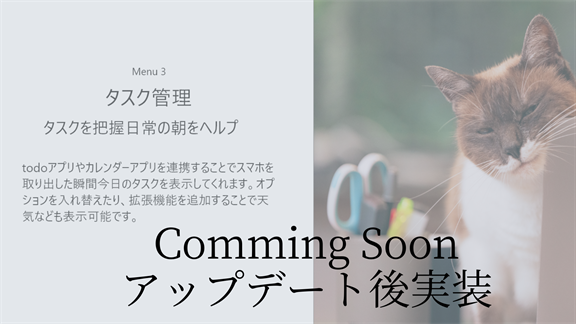 Menu 3
タスク管理
タスクを把握日常の朝をヘルプ
todoアプリやカレンダーアプリを連携することでスマホを
取り出した瞬間今日のタスクを表示してくれます。オプ
ションを入れ替えたり、拡張機能を追加することで天
気なども表示可能です。
Comming Soon
アップデート後実装